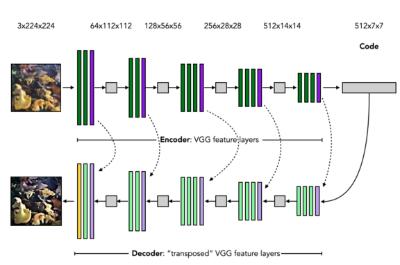 3x224x224 64x112x112 128x56x56 256x28x28 512x14x14 512x7x7
Code
Encoder: VGG feature layers
Decoder: "transposed" VGG feature layers